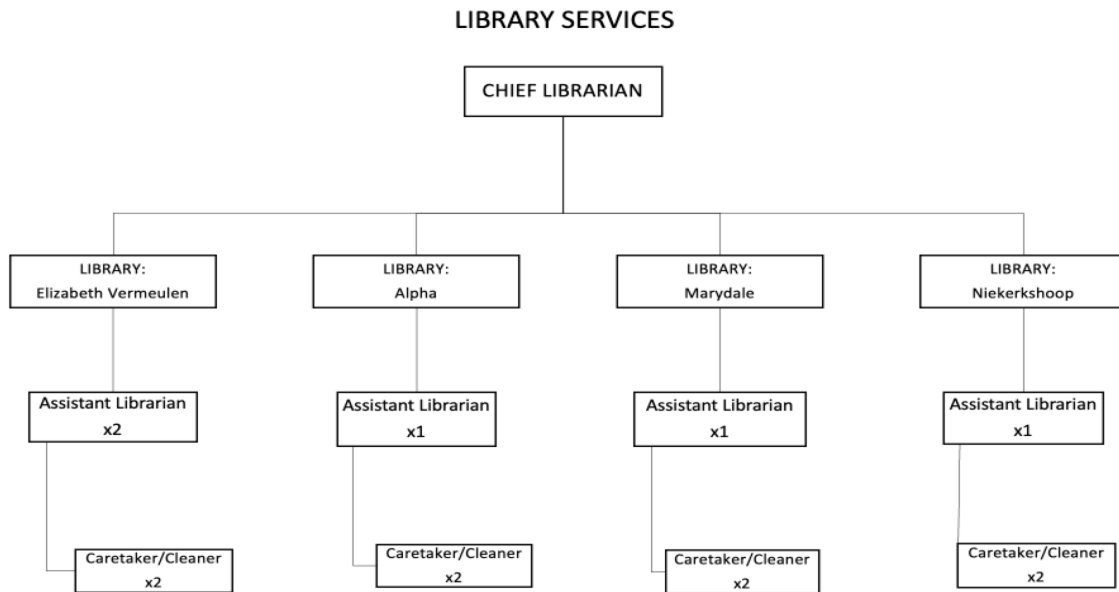 LIBRARY SERVICES
CHIEF LIBRARIAN
LIBRARY:
Elizabeth Vermeulen
LIBRARY:
Alpha
LIBRARY:
Marydale
LIBRARY:
Niekerkshoop
Assistant Librarian
x2
Assistant Librarian
x1
Assistant Librarian
x1
Assistant Librarian
x1
Caretaker/Cleaner
x2
Caretaker/Cleaner
x2
Caretaker/Cleaner
x2
Caretaker/Cleaner
x2